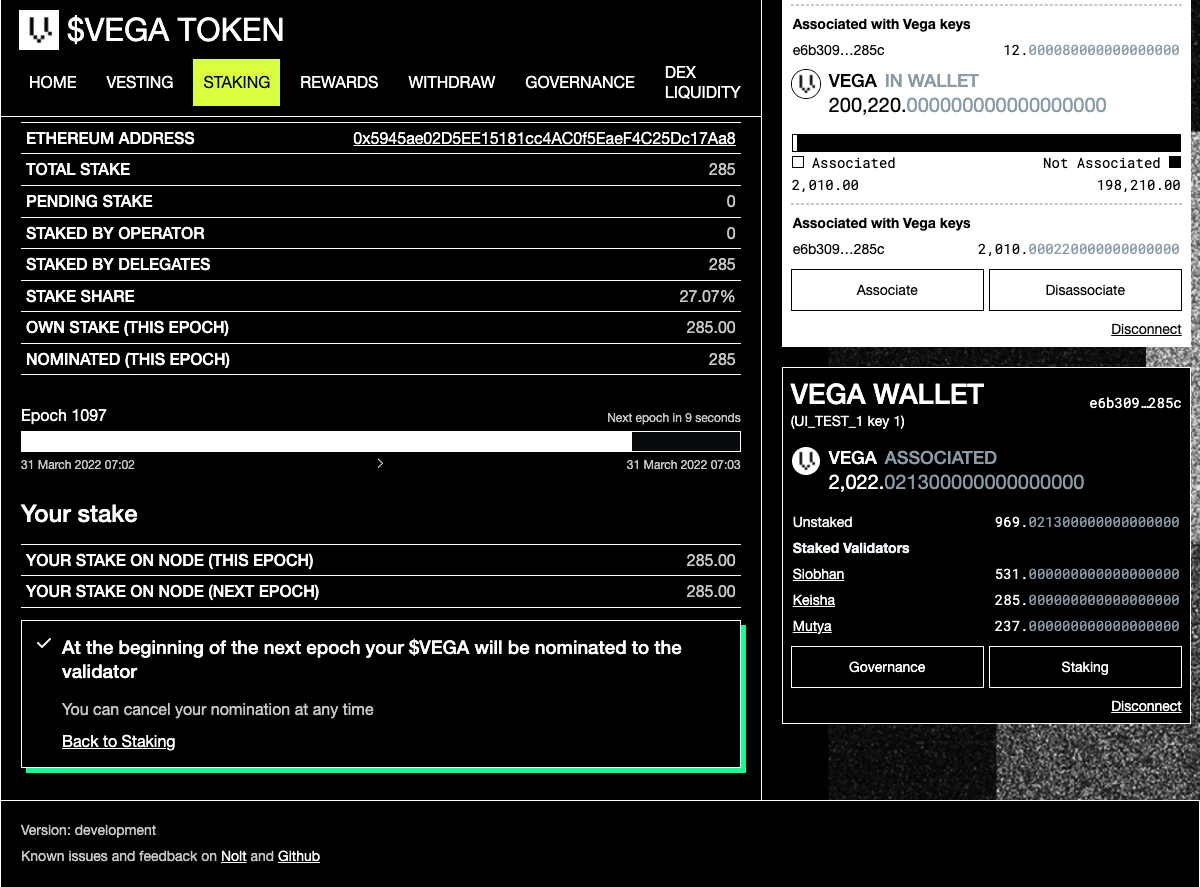 $VEGA TOKEN
HOME VESTING STAKING REWARDS WITHDRAW GOVERNANCE DEX LIQUIDITY
ETHEREUM ADDRESS 0x5945ae02D5EE15181cc4AC0f5EaeF4C25Dc17Aa8
TOTAL STAKE 285
PENDING STAKE 0
STAKED BY OPERATOR 0
STAKED BY DELEGATES 285
STAKE SHARE 27.07%
OWN STAKE (THIS EPOCH) 285.00
NOMINATED (THIS EPOCH) 285
Epoch 1097 Next epoch in 9 seconds
31 March 2022 07:02 31 March 2022 07:03
Your stake
YOUR STAKE ON NODE (THIS EPOCH) 285.00
YOUR STAKE ON NODE (NEXT EPOCH) 285.00
At the beginning of the next epoch your $VEGA will be nominated to the
validator
You can cancel your nomination at any time
Back to Staking
Associated with Vega keys
e6b309…285c 12.000080000000000000
VEGA IN WALLET
200,220.000000000000000000
Associated Not Associated
2,010.00 198,210.00
Associated with Vega keys
e6b309…285c 2,010.000220000000000000
Associate Disassociate
Disconnect
VEGA WALLET e6b309…285c
(UI_TEST_1 key 1)
VEGA ASSOCIATED
2,022.021300000000000000
Unstaked 969.021300000000000000
Staked Validators
Siobhan 531.000000000000000000
Keisha 285.000000000000000000
Mutya 237.000000000000000000
Governance Staking
Disconnect
Version: development
Known issues and feedback on Nolt and Github